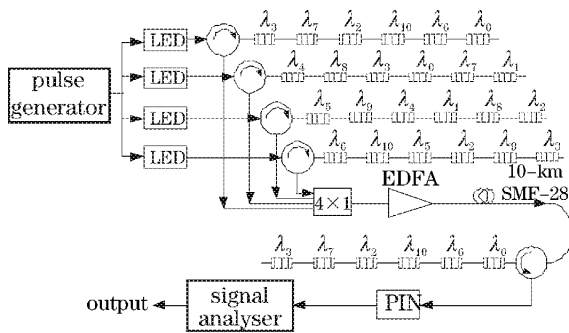 λ₃ λ₇ λ₂ λ₁₀ λ₆ λ₀
LED
λ₄ λ₈ λ₃ λ₀ λ₇ λ₁
pulse
generator
LED
λ₅ λ₉ λ₄ λ₁ λ₈ λ₂
LED
λ₆ λ₁₀ λ₅ λ₂ λ₉ λ₃
LED
10-km
EDFA
SMF-28
4×1
λ₃ λ₇ λ₂ λ₁₀ λ₆ λ₀
output
signal
analyser
PIN